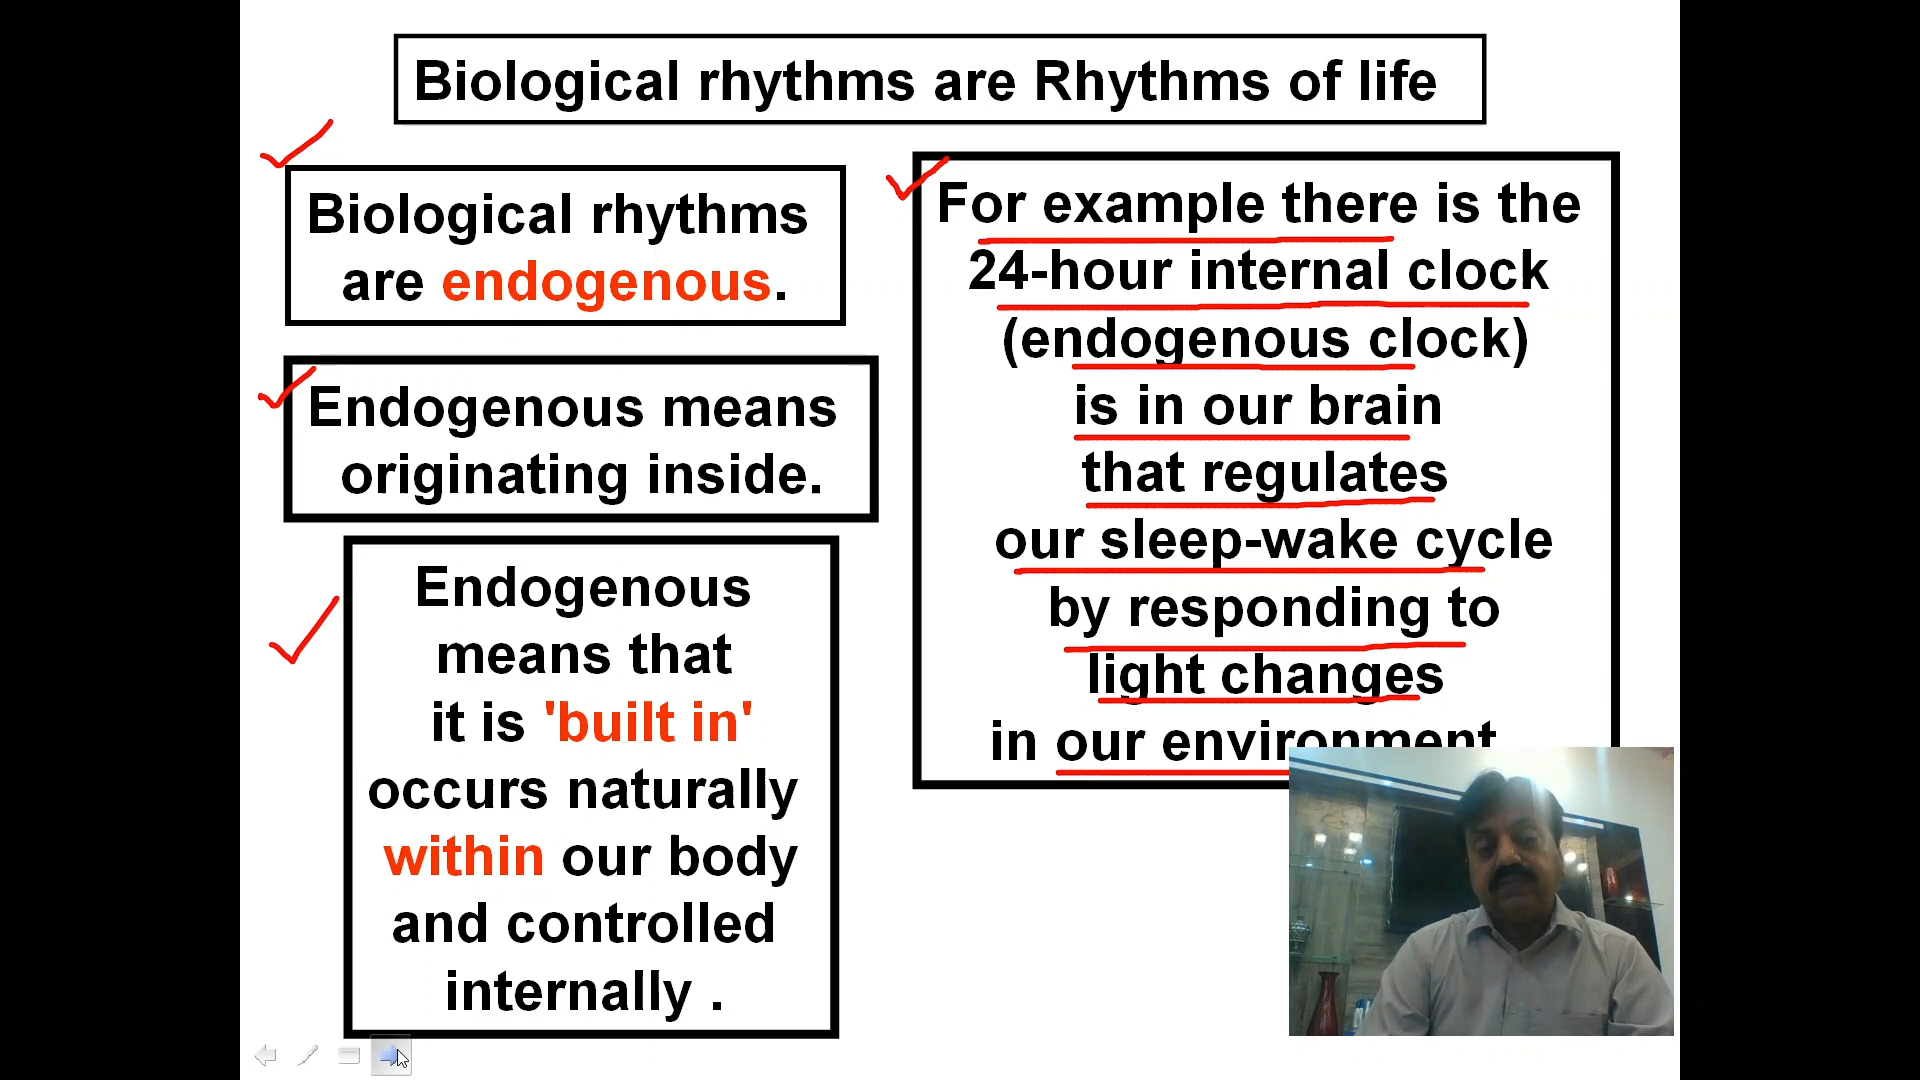 Biological rhythms are Rhythms of life
Biological rhythms
are endogenous.
Endogenous means
originating inside.
Endogenous
means that
it is 'built in'
occurs naturally
within our body
and controlled
internally .
For example there is the
24-hour internal clock
(endogenous clock)
is in our brain
that regulates
our sleep-wake cycle
by responding to
light changes
in our environment